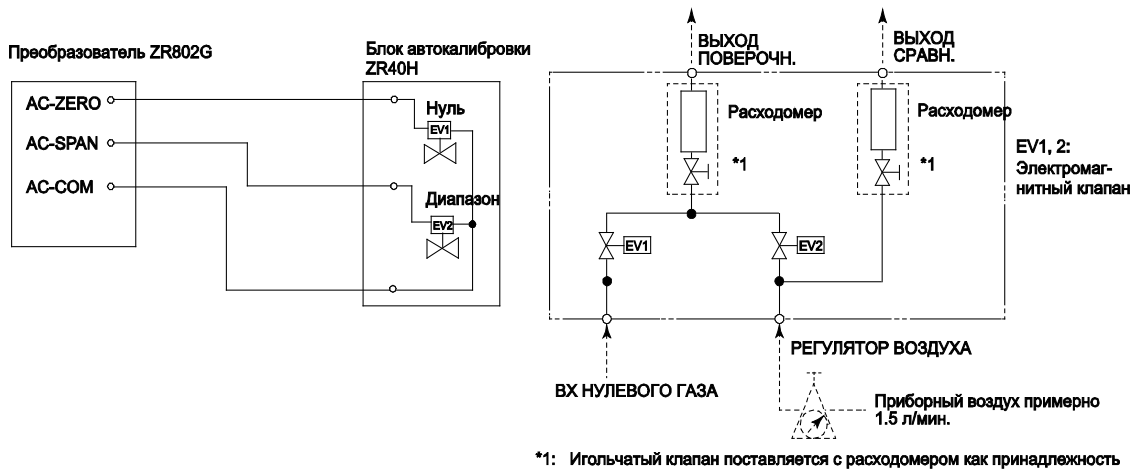 Преобразователь ZR802G
AC-ZERO
AC-SPAN
AC-COM
Блок автокалибровки
ZR40H
Нуль
EV1
Диапазон
EV2
ВЫХОД
ПОВЕРОЧН.
ВЫХОД
СРАВН.
Расходомер
*1
Расходомер
*1
EV1, 2:
Электромаг-
нитный клапан
EV1
EV2
РЕГУЛЯТОР ВОЗДУХА
ВХ НУЛЕВОГО ГАЗА
Приборный воздух примерно
1.5 л/мин.
*1: Игольчатый клапан поставляется с расходомером как принадлежность